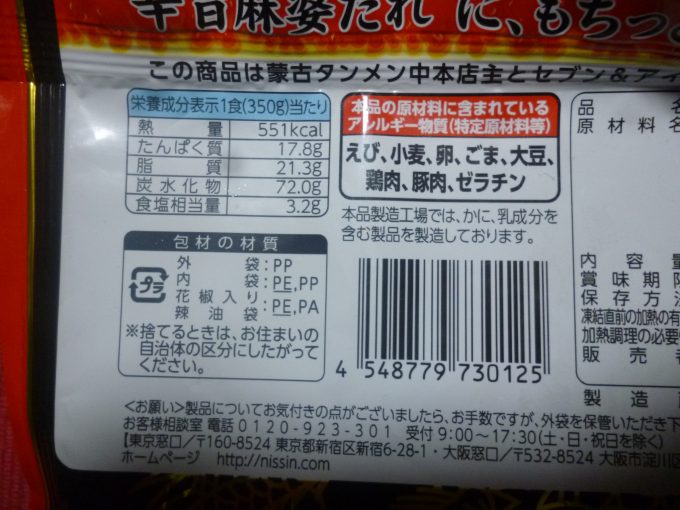 辛旨麻婆だれ に、もちっ
この商品は蒙古タンメン中本店主とセブン&アイ
栄養成分表示1食(350g)当たり
熱量 551kcal
たんぱく質 17.8g
脂質 21.3g
炭水化物 72.0g
食塩相当量 3.2g
本品の原材料に含まれている
アレルギー物質(特定原材料等)
えび、小麦、卵、ごま、大豆、
鶏肉、豚肉、ゼラチン
本品製造工場では、かに、乳成分を
含む製品を製造しております。
包材の材質
プラ
外袋:PP
内袋:PE,PP
花椒入り
辣油袋:PE,PA
※捨てるときは、お住まいの
自治体の区分にしたがって
ください。
4 548779 730125
品名
原材料名
内容量
賞味期限
保存方法
凍結直前の加熱の有
加熱調理の必要
販売者
製造
<お願い>製品についてお気付きの点がございましたら、お手数ですが、外袋を保管いただき下
お客様相談室 電話0120-923-301 受付9:00~17:30(土・日・祝日を除く)
【東京窓口/〒160-8524 東京都新宿区新宿6-28-1・大阪窓口/〒532-8524 大阪市淀川区
ホームページ http://nissin.com